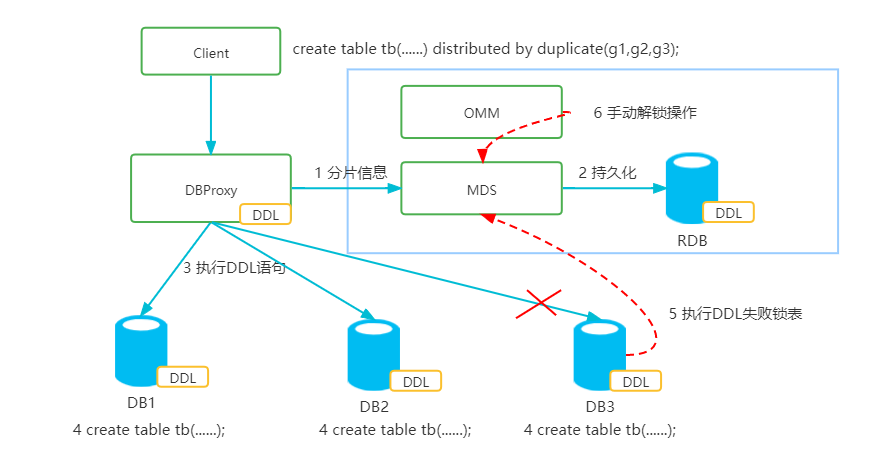 Client
create table tb(......) distributed by duplicate(g1,g2,g3);
OMM
6 手动解锁操作
DBProxy
DDL
1 分片信息
MDS
2 持久化
DDL
RDB
3 执行DDL语句
5 执行DDL失败锁表
DDL
DB1
DDL
DB2
DDL
DB3
4 create table tb(......);
4 create table tb(......);
4 create table tb(......);